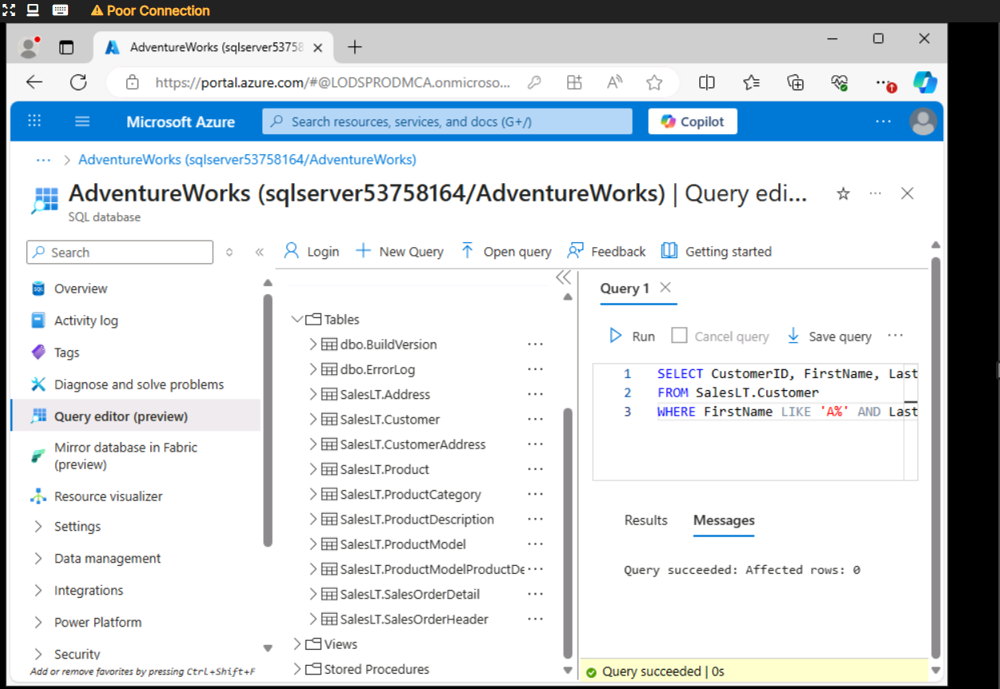 Poor Connection
AdventureWorks (sqlserver53758
https://portal.azure.com/#@LODSPRODMCA.onmicroso...
Microsoft Azure
Search resources, services, and docs (G+/)
Copilot
... > AdventureWorks (sqlserver53758164/AdventureWorks)
AdventureWorks (sqlserver53758164/AdventureWorks) | Query edi...
SQL database
Search
Login
New Query
Open query
Feedback
Getting started
Overview
Activity log
Tags
Diagnose and solve problems
Query editor (preview)
Mirror database in Fabric
(preview)
Resource visualizer
Settings
Data management
Integrations
Power Platform
Security
Add or remove favorites by pressing Ctrl+Shift+F
Tables
dbo.BuildVersion
dbo.ErrorLog
SalesLT.Address
SalesLT.Customer
SalesLT.CustomerAddress
SalesLT.Product
SalesLT.ProductCategory
SalesLT.ProductDescription
SalesLT.ProductModel
SalesLT.ProductModelProductDe...
SalesLT.SalesOrderDetail
SalesLT.SalesOrderHeader
Views
Stored Procedures
Query 1
Run
Cancel query
Save query
1 SELECT CustomerID, FirstName, Last
2 FROM SalesLT.Customer
3 WHERE FirstName LIKE 'A%' AND Last
Results
Messages
Query succeeded: Affected rows: 0
Query succeeded | 0s